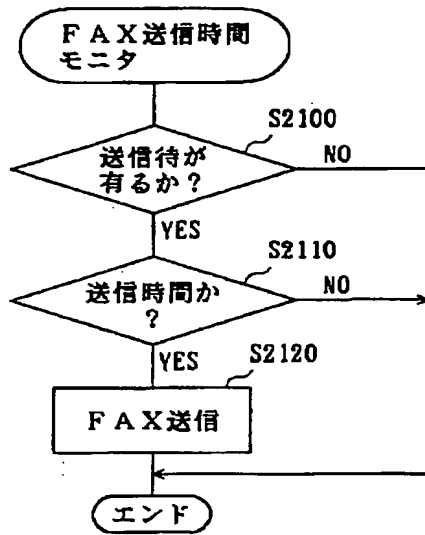 FAX送信時間
モニタ
S2100
送信待が
有るか?
NO
YES
S2110
送信時間か
?
NO
YES
S2120
FAX送信
エンド